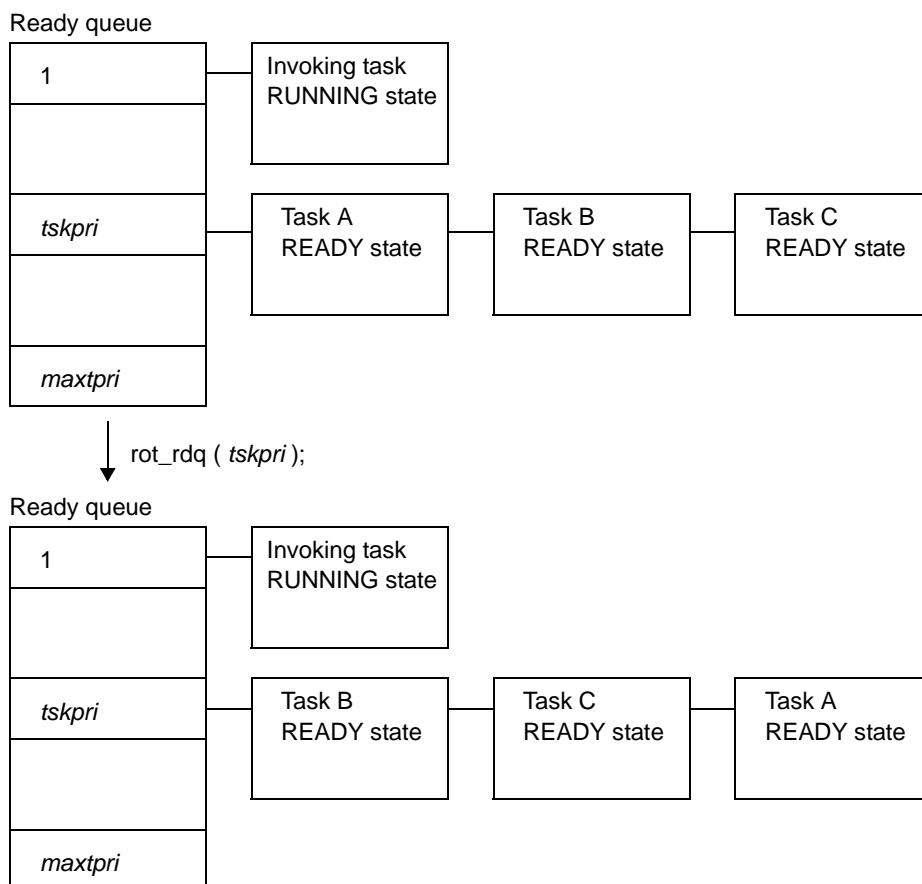 Ready queue
1
Invoking task
RUNNING state
tskpri
Task A
READY state
Task B
READY state
Task C
READY state
maxtpri
rot_rdq ( tskpri );
Ready queue
1
Invoking task
RUNNING state
tskpri
Task B
READY state
Task C
READY state
Task A
READY state
maxtpri